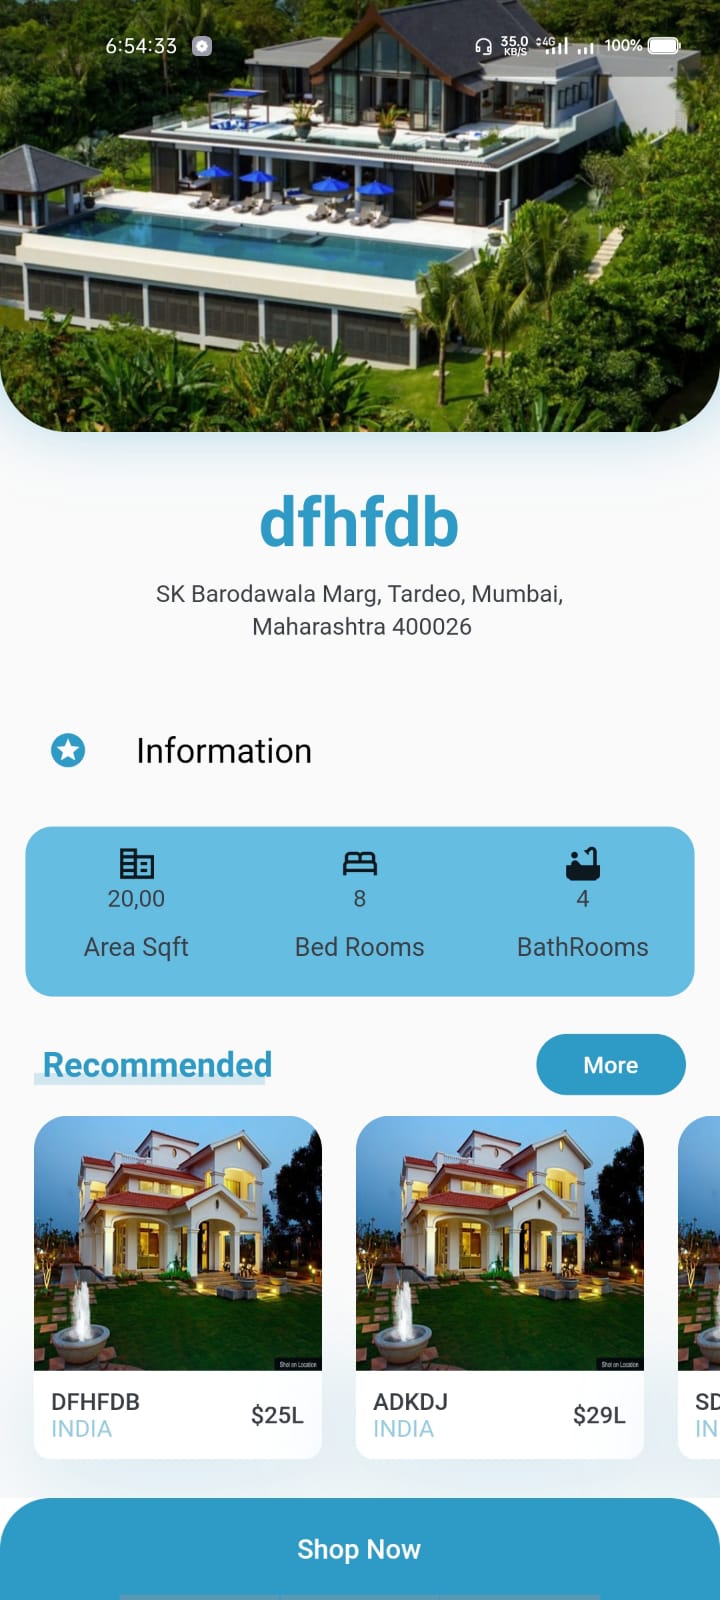 6:54:33 35.0 KB/S 4G 100%
dfhfdb
SK Barodawala Marg, Tardeo, Mumbai,
Maharashtra 400026
Information
20,00 8 4
Area Sqft Bed Rooms BathRooms
Recommended More
Shot on Location Shot on Location
DFHFDB $25L ADKDJ $29L SD
INDIA INDIA IN
Shop Now